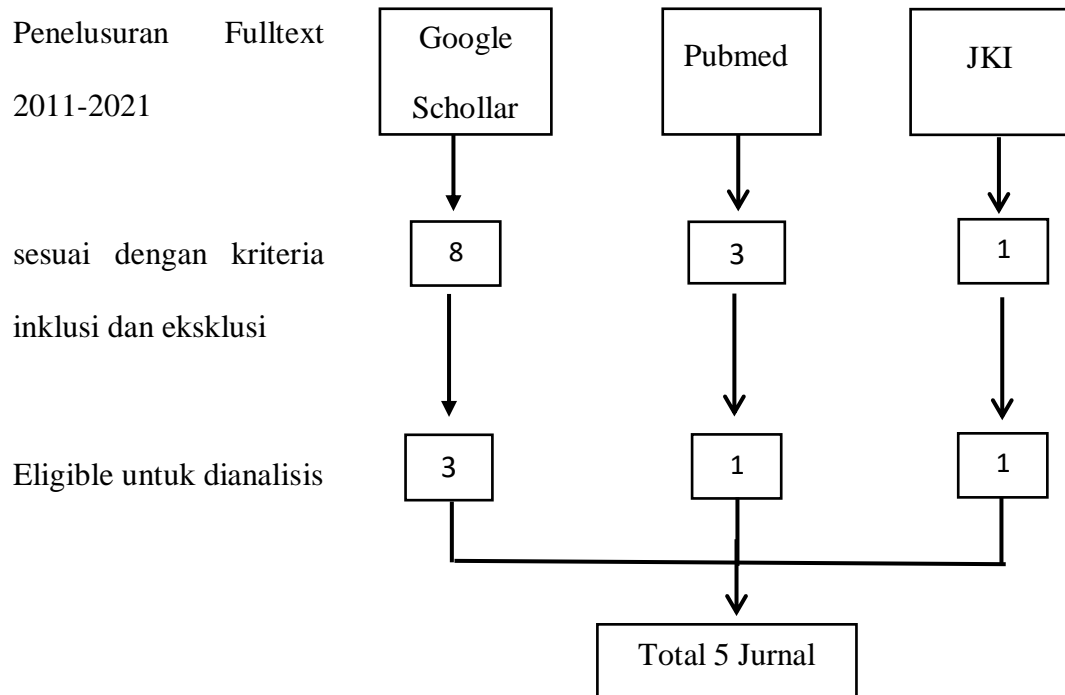 Penelusuran Fulltext
2011-2021
Google
Schollar
Pubmed
JKI
sesuai dengan kriteria
inklusi dan eksklusi
8
3
1
Eligible untuk dianalisis
3
1
1
Total 5 Jurnal